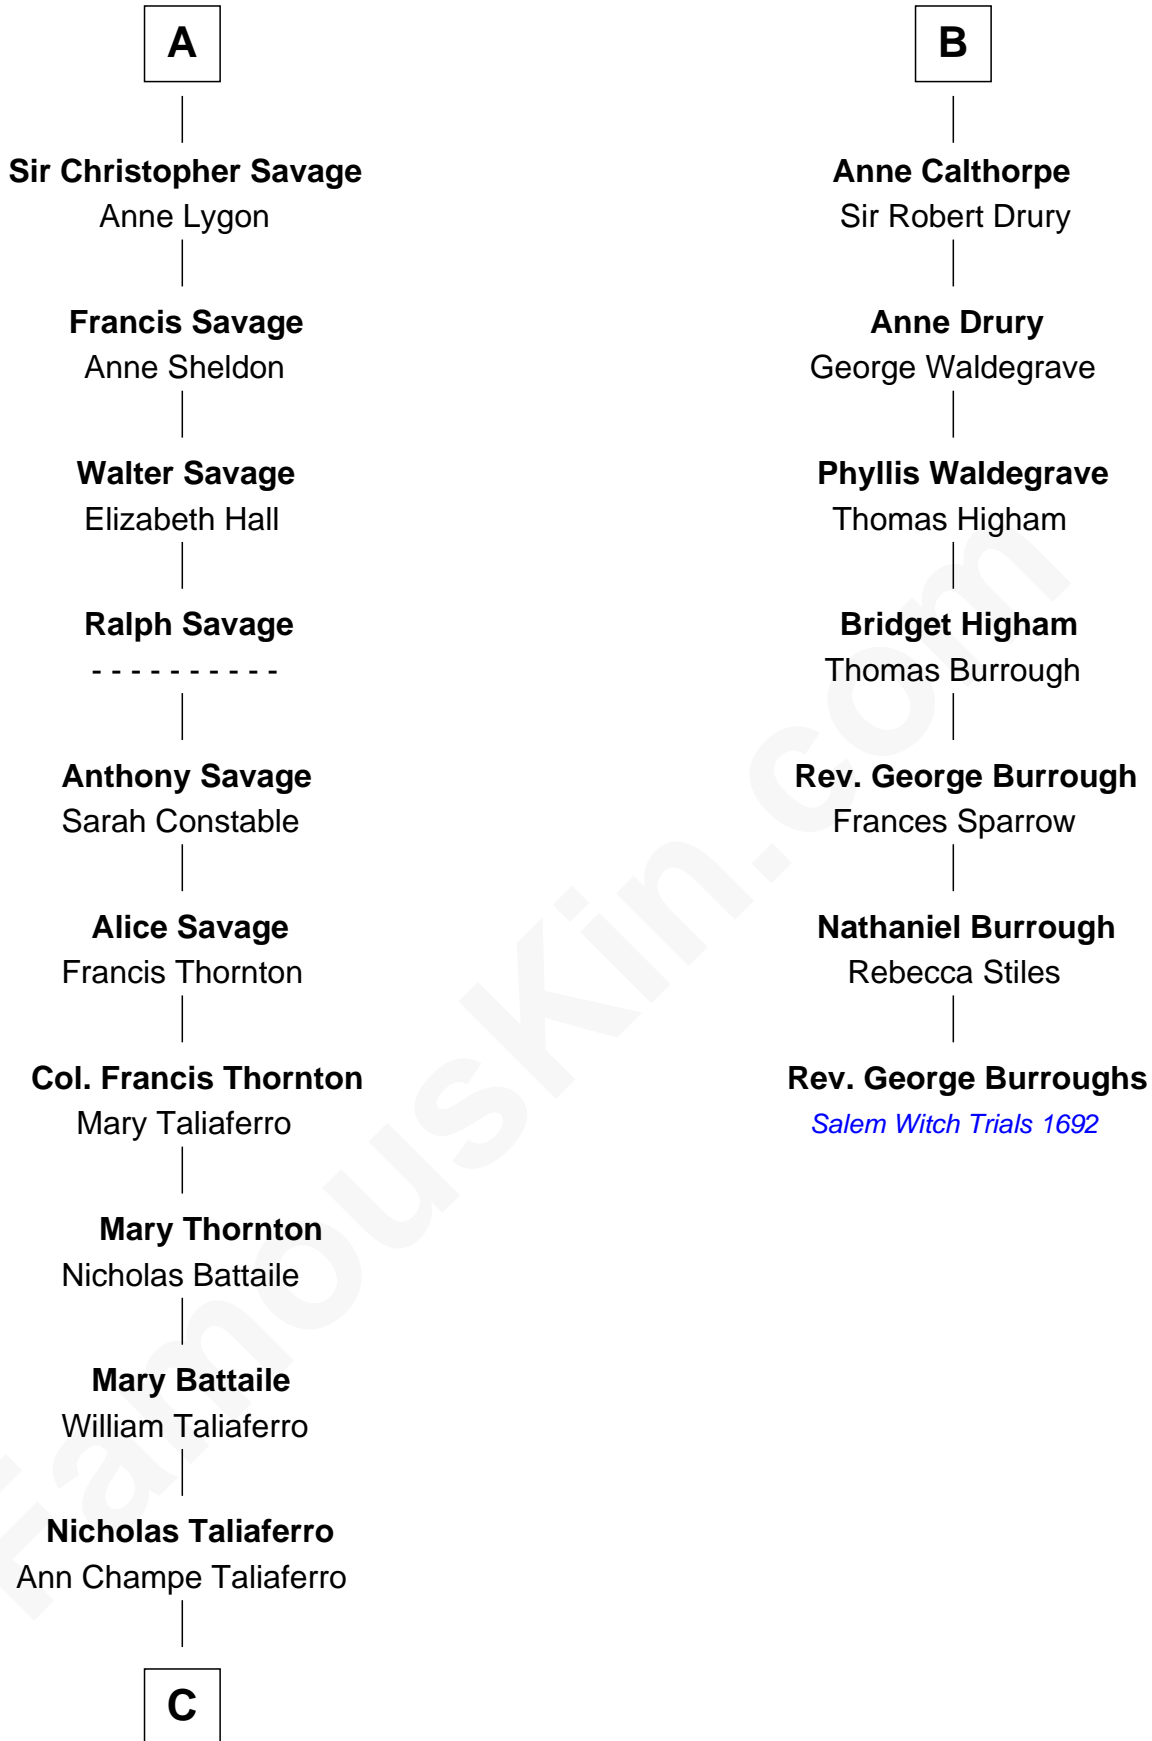 A
Sir Christopher Savage
Anne Lygon
Francis Savage
Anne Sheldon
Walter Savage
Elizabeth Hall
Ralph Savage
- - - - - - - - - -
Anthony Savage
Sarah Constable
Alice Savage
Francis Thornton
Col. Francis Thornton
Mary Taliaferro
Mary Thornton
Nicholas Battaile
Mary Battaile
William Taliaferro
Nicholas Taliaferro
Ann Champe Taliaferro
C
B
Anne Calthorpe
Sir Robert Drury
Anne Drury
George Waldegrave
Phyllis Waldegrave
Thomas Higham
Bridget Higham
Thomas Burrough
Rev. George Burrough
Frances Sparrow
Nathaniel Burrough
Rebecca Stiles
Rev. George Burroughs
Salem Witch Trials 1692
FamousKin.com